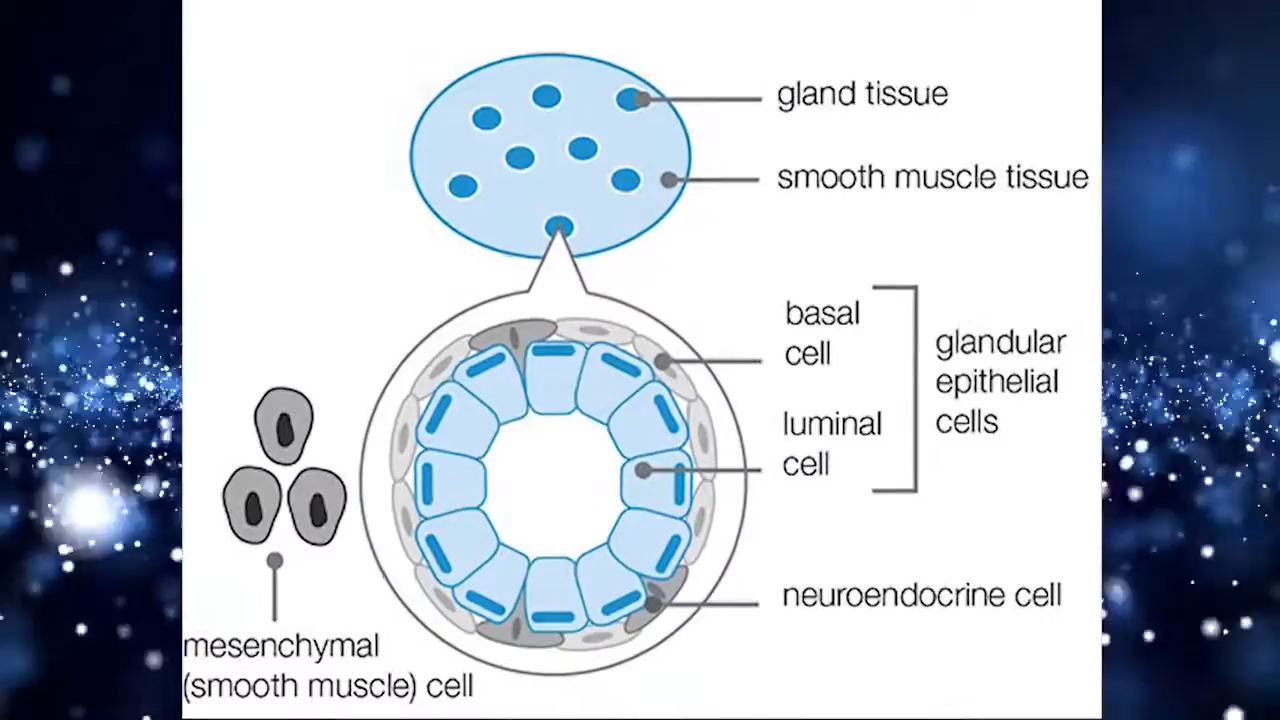 gland tissue
smooth muscle tissue
basal
cell
luminal
cell
glandular
epithelial
cells
neuroendocrine cell
mesenchymal
(smooth muscle) cell